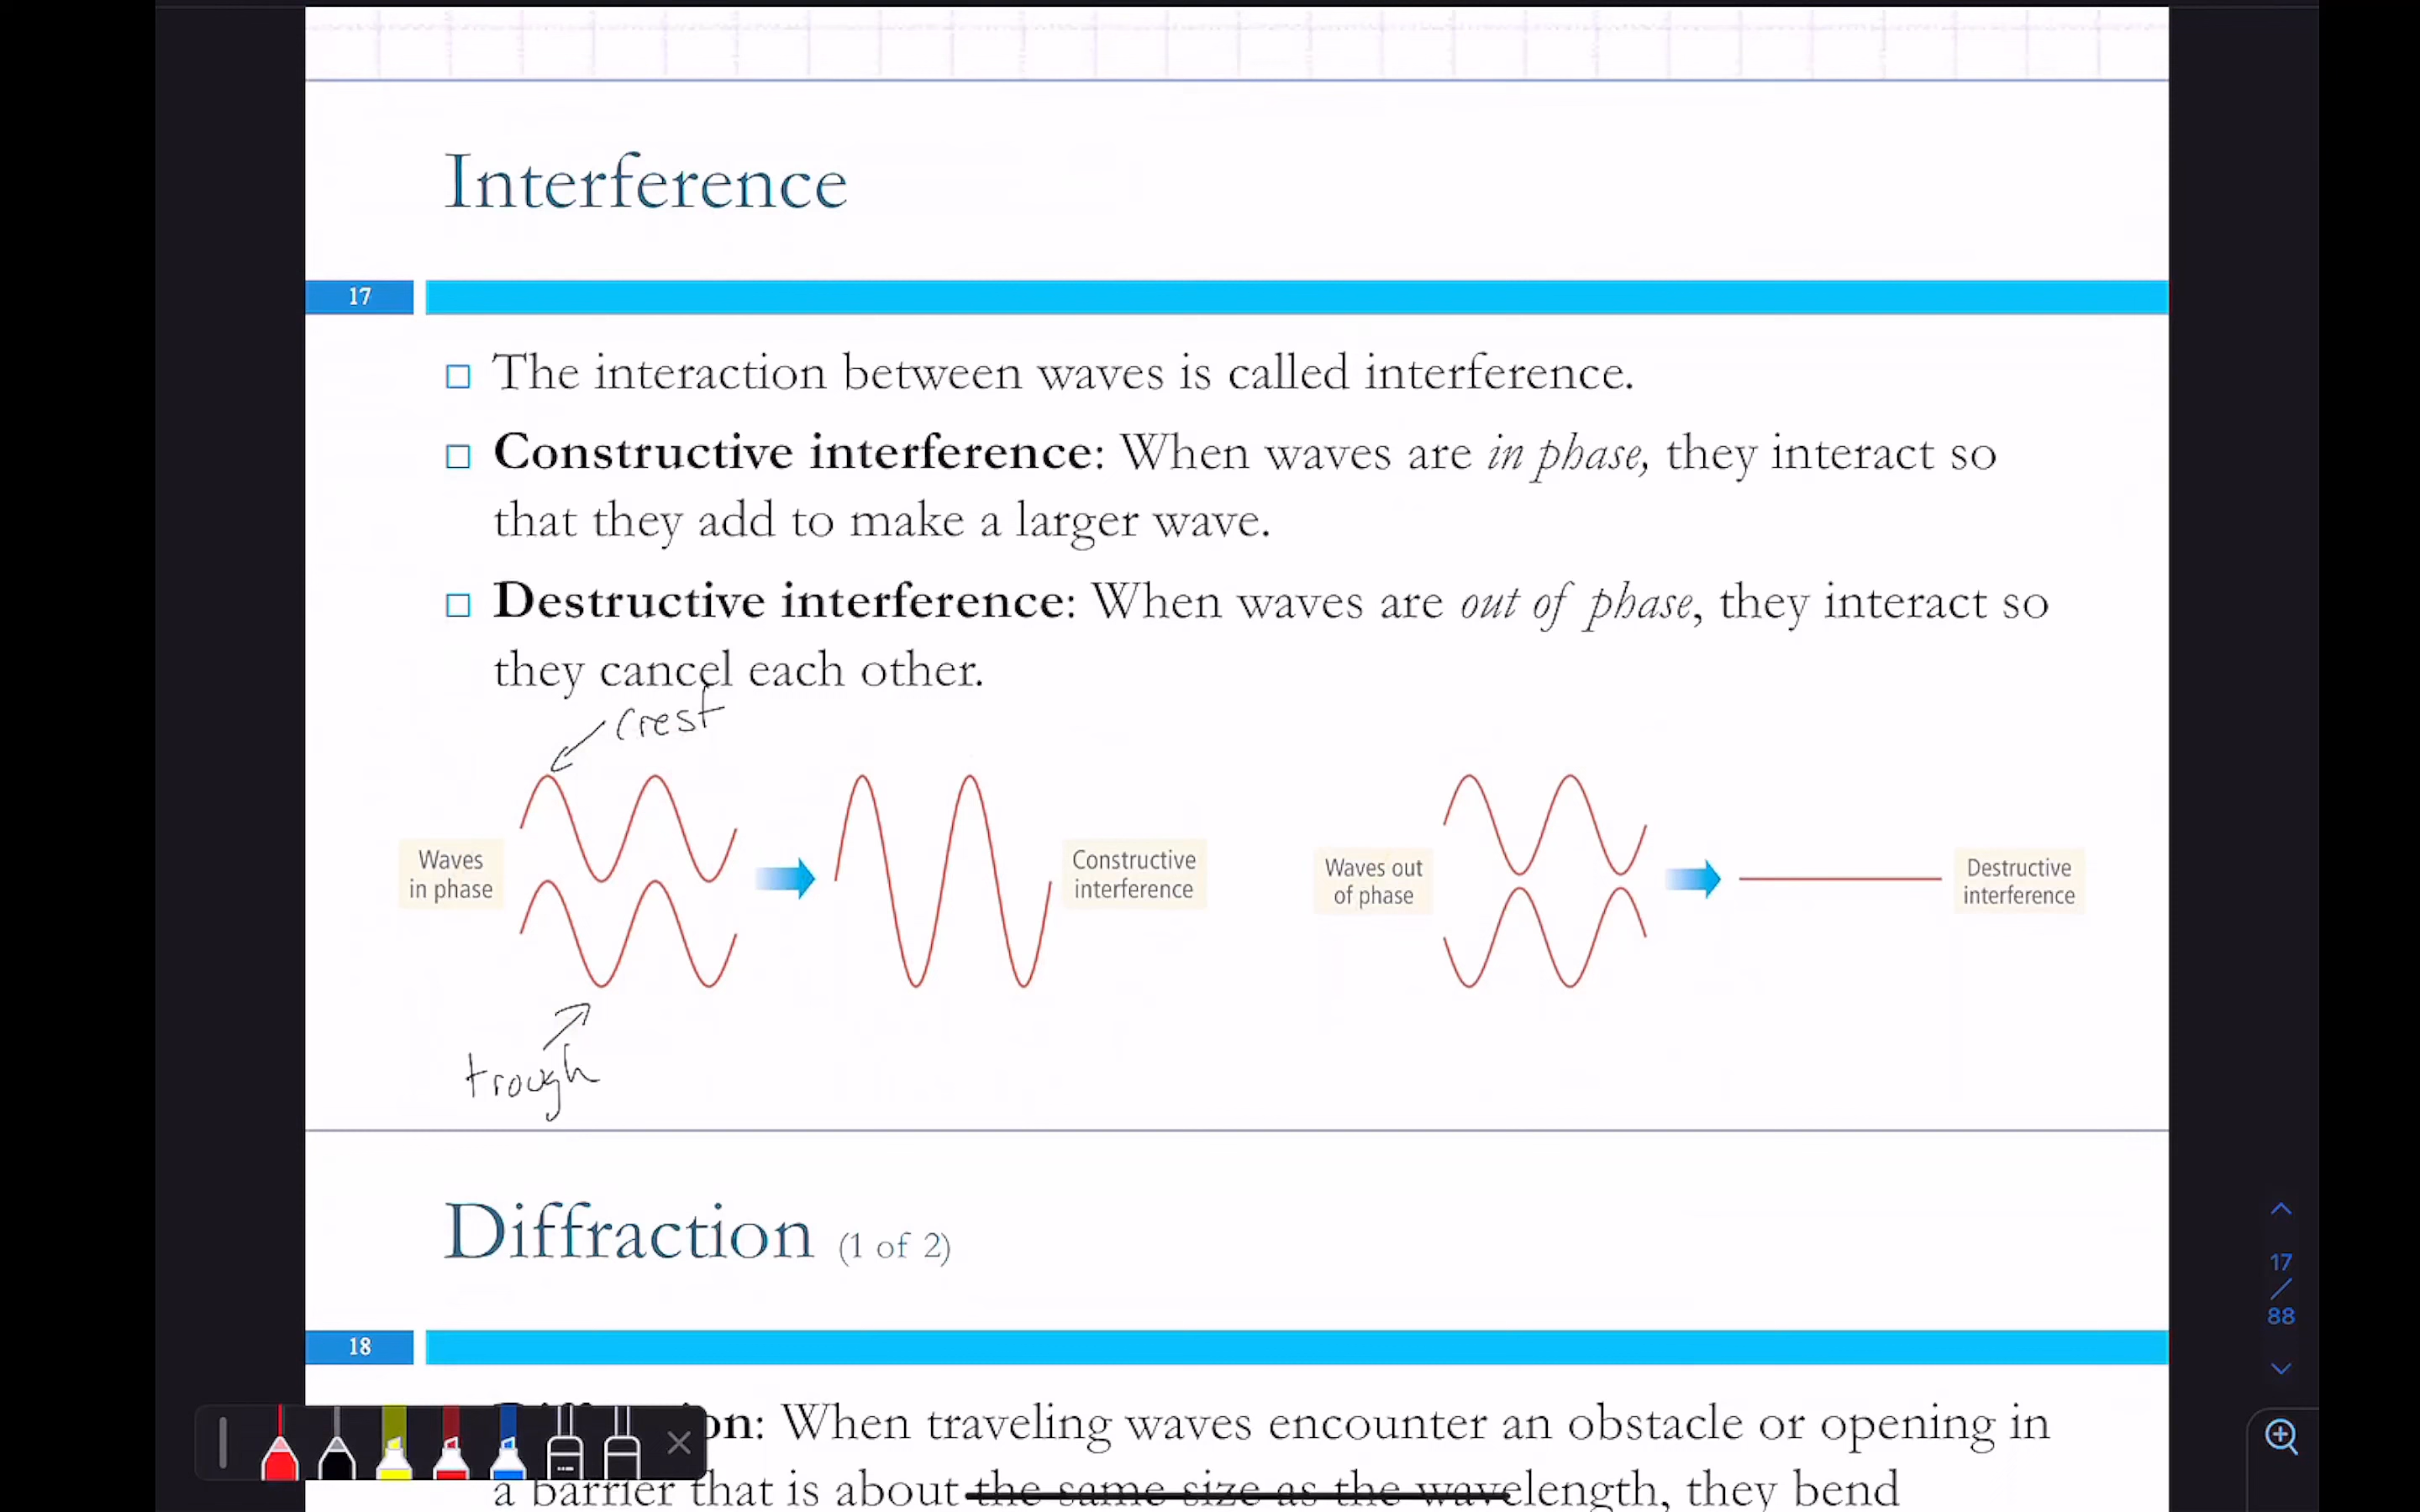 Interference
17
The interaction between waves is called interference.
Constructive interference: When waves are in phase, they interact so
that they add to make a larger wave.
Destructive interference: When waves are out of phase, they interact so
they cancel each other.
crest
Waves
in phase
Constructive
interference
Waves out
of phase
Destructive
interference
trough
Diffraction (1 of 2)
18
on: When traveling waves encounter an obstacle or opening in
a barrier that is about the same size as the wavelength, they bend
17
/
88